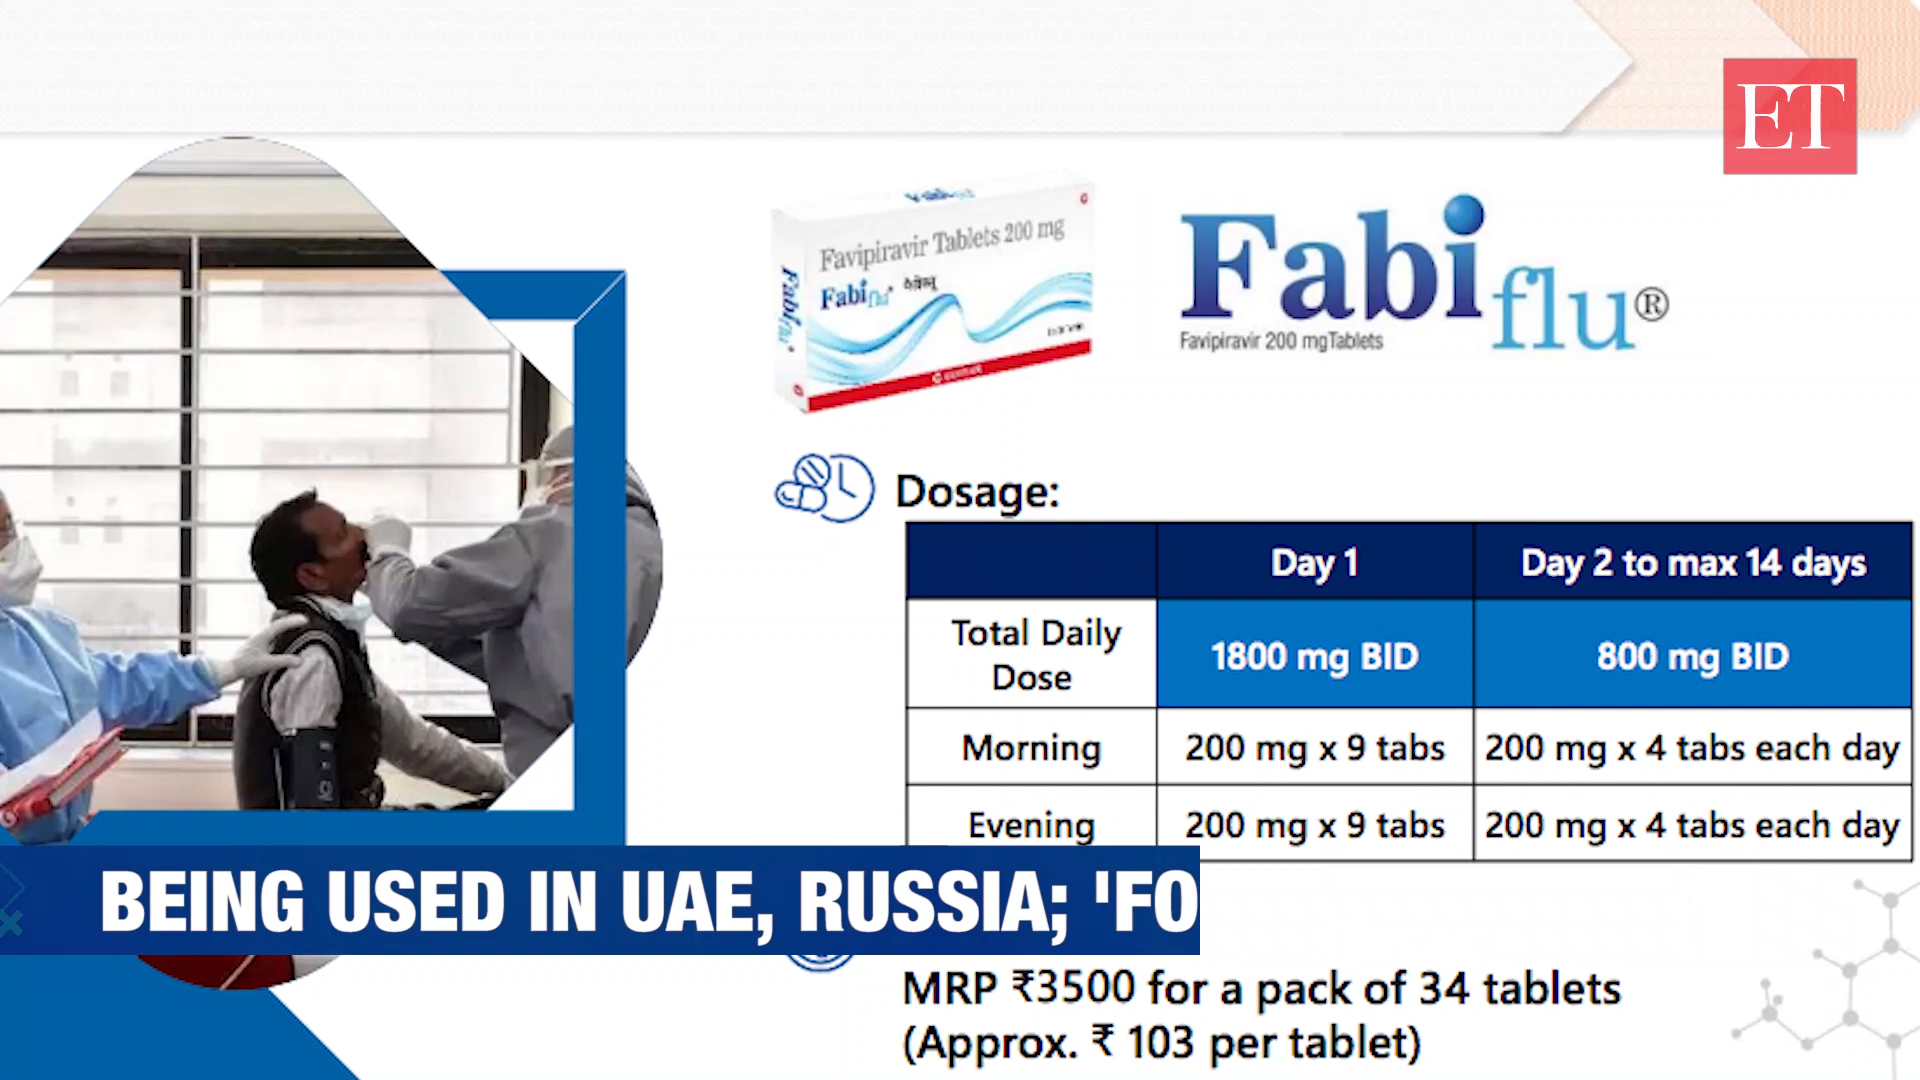 ET
Favipiravir Tablets 200 mg
Fabiflu
Fabiflu
Fabiflu®
Favipiravir 200 mgTablets
Dosage:
Day 1 Day 2 to max 14 days
Total Daily Dose 1800 mg BID 800 mg BID
Morning 200 mg x 9 tabs 200 mg x 4 tabs each day
Evening 200 mg x 9 tabs 200 mg x 4 tabs each day
BEING USED IN UAE, RUSSIA; 'FO
MRP ₹3500 for a pack of 34 tablets
(Approx. ₹ 103 per tablet)